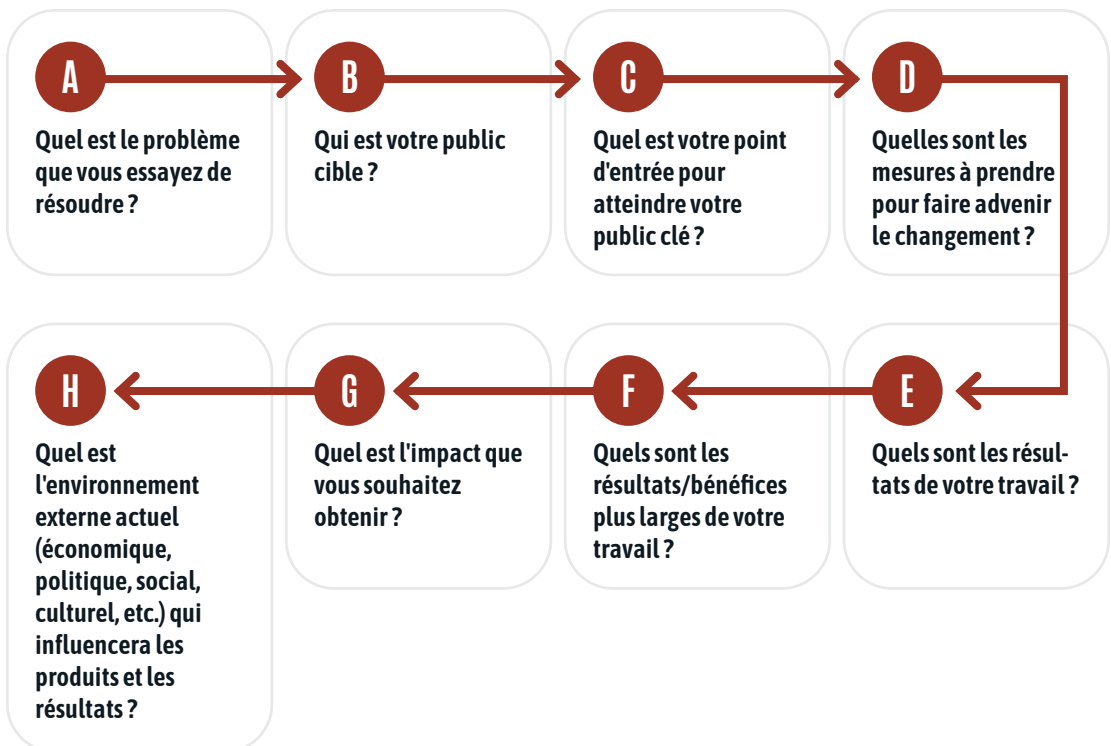 A
Quel est le problème
que vous essayez de
résoudre ?
B
Qui est votre public
cible ?
C
Quel est votre point
d'entrée pour
atteindre votre
public clé ?
D
Quelles sont les
mesures à prendre
pour faire advenir
le changement ?
E
Quels sont les résul-
tats de votre travail ?
F
Quels sont les
résultats/bénéfices
plus larges de votre
travail ?
G
Quel est l'impact que
vous souhaitez
obtenir ?
H
Quel est
l'environnement
externe actuel
(économique,
politique, social,
culturel, etc.) qui
influencera les
produits et les
résultats ?